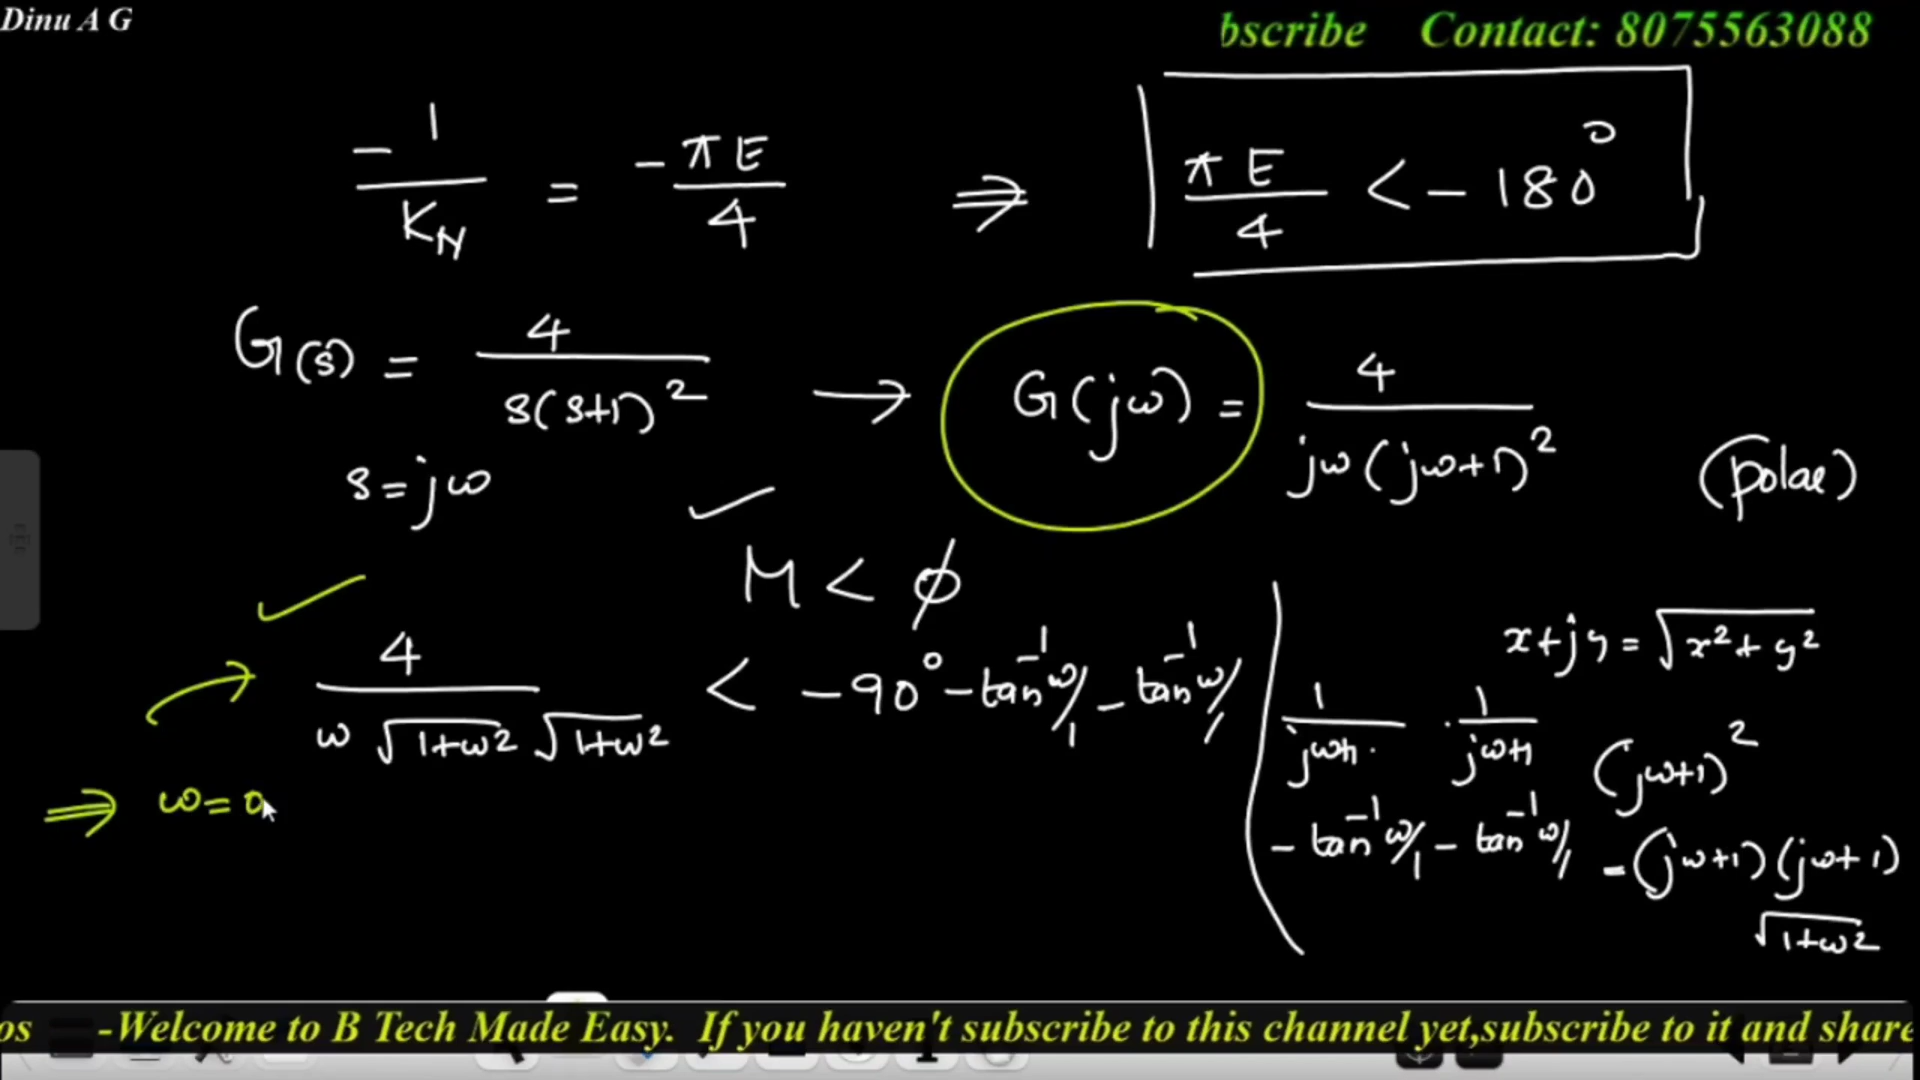 Dinu A G
bscribe Contact: 8075563088
-1/K_N = -πE/4 ⇒ πE/4 < -180°
G(s) = 4/s(s+1)² → G(jω) = 4/jω(jω+1)² (polar)
s=jω
M < φ
4/ω√1+ω² √1+ω² < -90° - tan⁻¹ω/1 - tan⁻¹ω/1
⇒ ω=0
x+jy = √x²+y²
1/jω+1 . 1/jω+1 (jω+1)²
-tan⁻¹ω/1 - tan⁻¹ω/1 = (jω+1)(jω+1)
√1+ω²
os -Welcome to B Tech Made Easy. If you haven't subscribe to this channel yet,subscribe to it and share